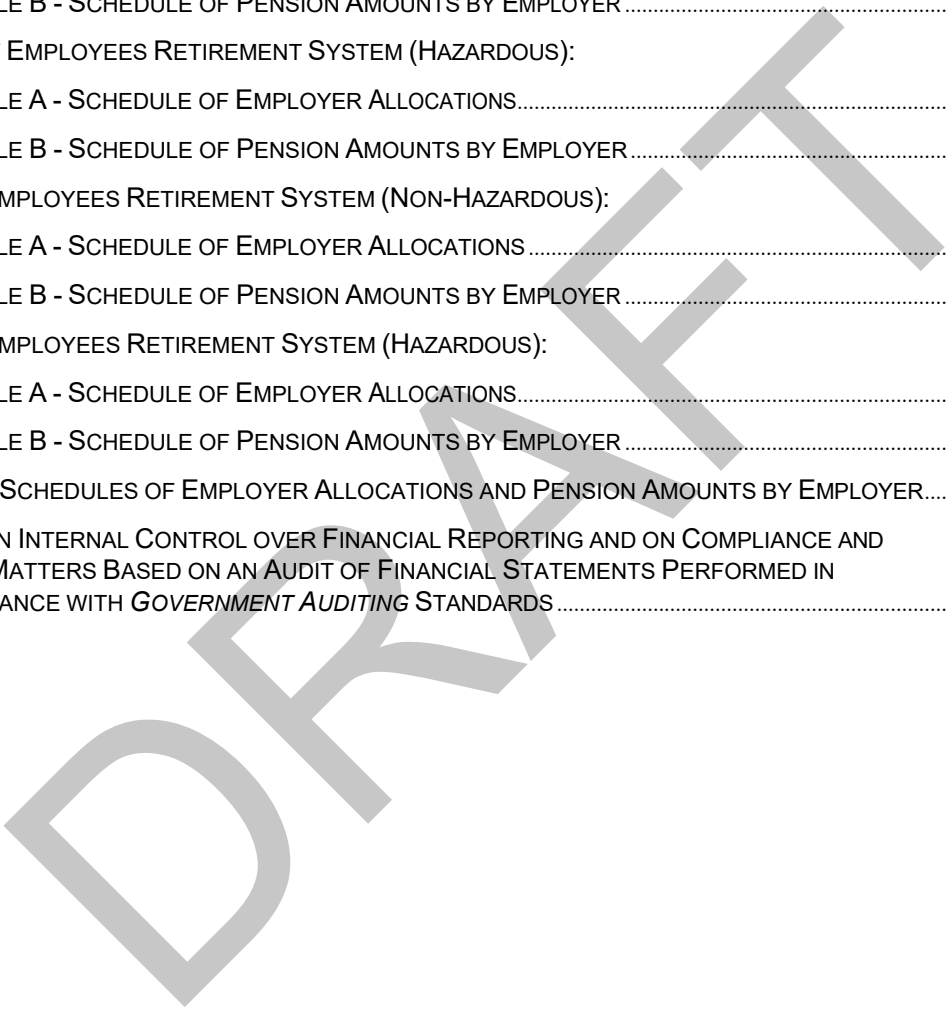 LE B - SCHEDULE OF PENSION AMOUNTS BY EMPLOYER
EMPLOYEES RETIREMENT SYSTEM (HAZARDOUS):
LE A - SCHEDULE OF EMPLOYER ALLOCATIONS
LE B - SCHEDULE OF PENSION AMOUNTS BY EMPLOYER
MPLOYEES RETIREMENT SYSTEM (NON-HAZARDOUS):
LE A - SCHEDULE OF EMPLOYER ALLOCATIONS
LE B - SCHEDULE OF PENSION AMOUNTS BY EMPLOYER
MPLOYEES RETIREMENT SYSTEM (HAZARDOUS):
LE A - SCHEDULE OF EMPLOYER ALLOCATIONS
LE B - SCHEDULE OF PENSION AMOUNTS BY EMPLOYER
SCHEDULES OF EMPLOYER ALLOCATIONS AND PENSION AMOUNTS BY EMPLOYER
N INTERNAL CONTROL OVER FINANCIAL REPORTING AND ON COMPLIANCE AND
MATTERS BASED ON AN AUDIT OF FINANCIAL STATEMENTS PERFORMED IN
ANCE WITH GOVERNMENT AUDITING STANDARDS
DRAFT